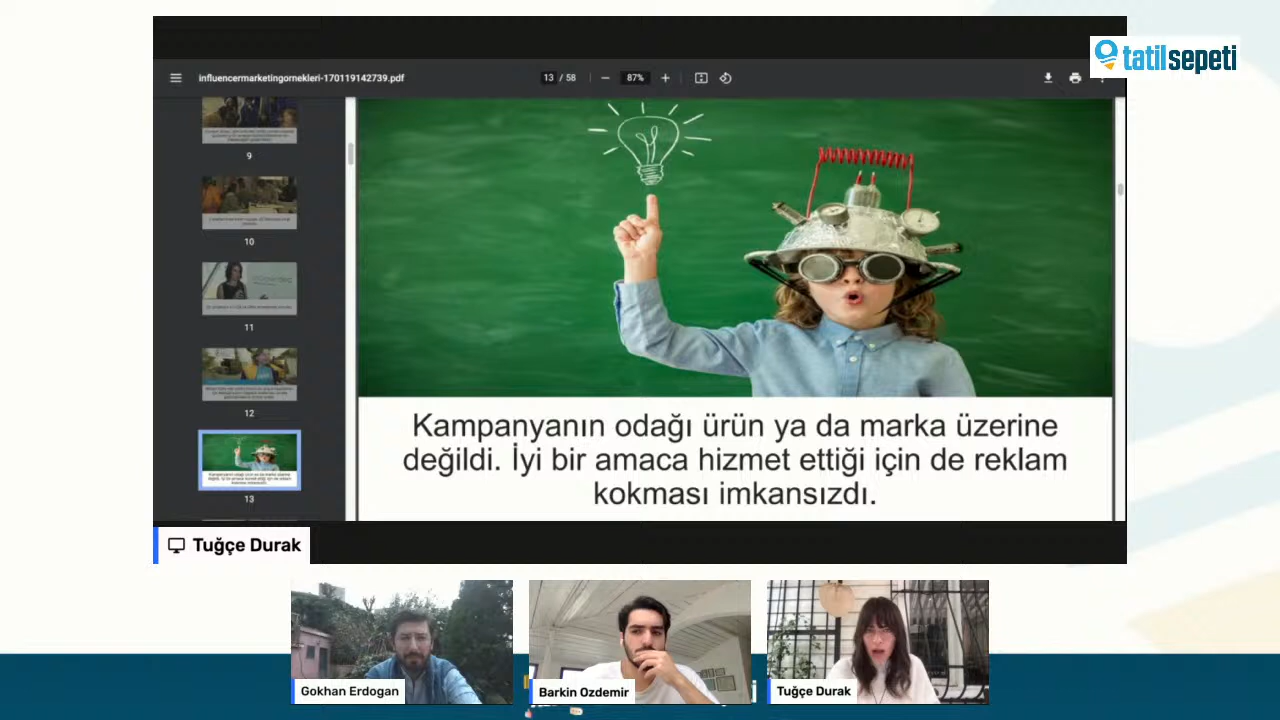 tatilsepeti
influencermarketingornekleri-170119142739.pdf
13 / 58
87%
9
10
11
12
13
Kampanyanın odağı ürün ya da marka üzerine
değildi. İyi bir amaca hizmet ettiği için de reklam
kokması imkansızdı.
Tuğçe Durak
Gokhan Erdogan
Barkin Ozdemir
Tuğçe Durak